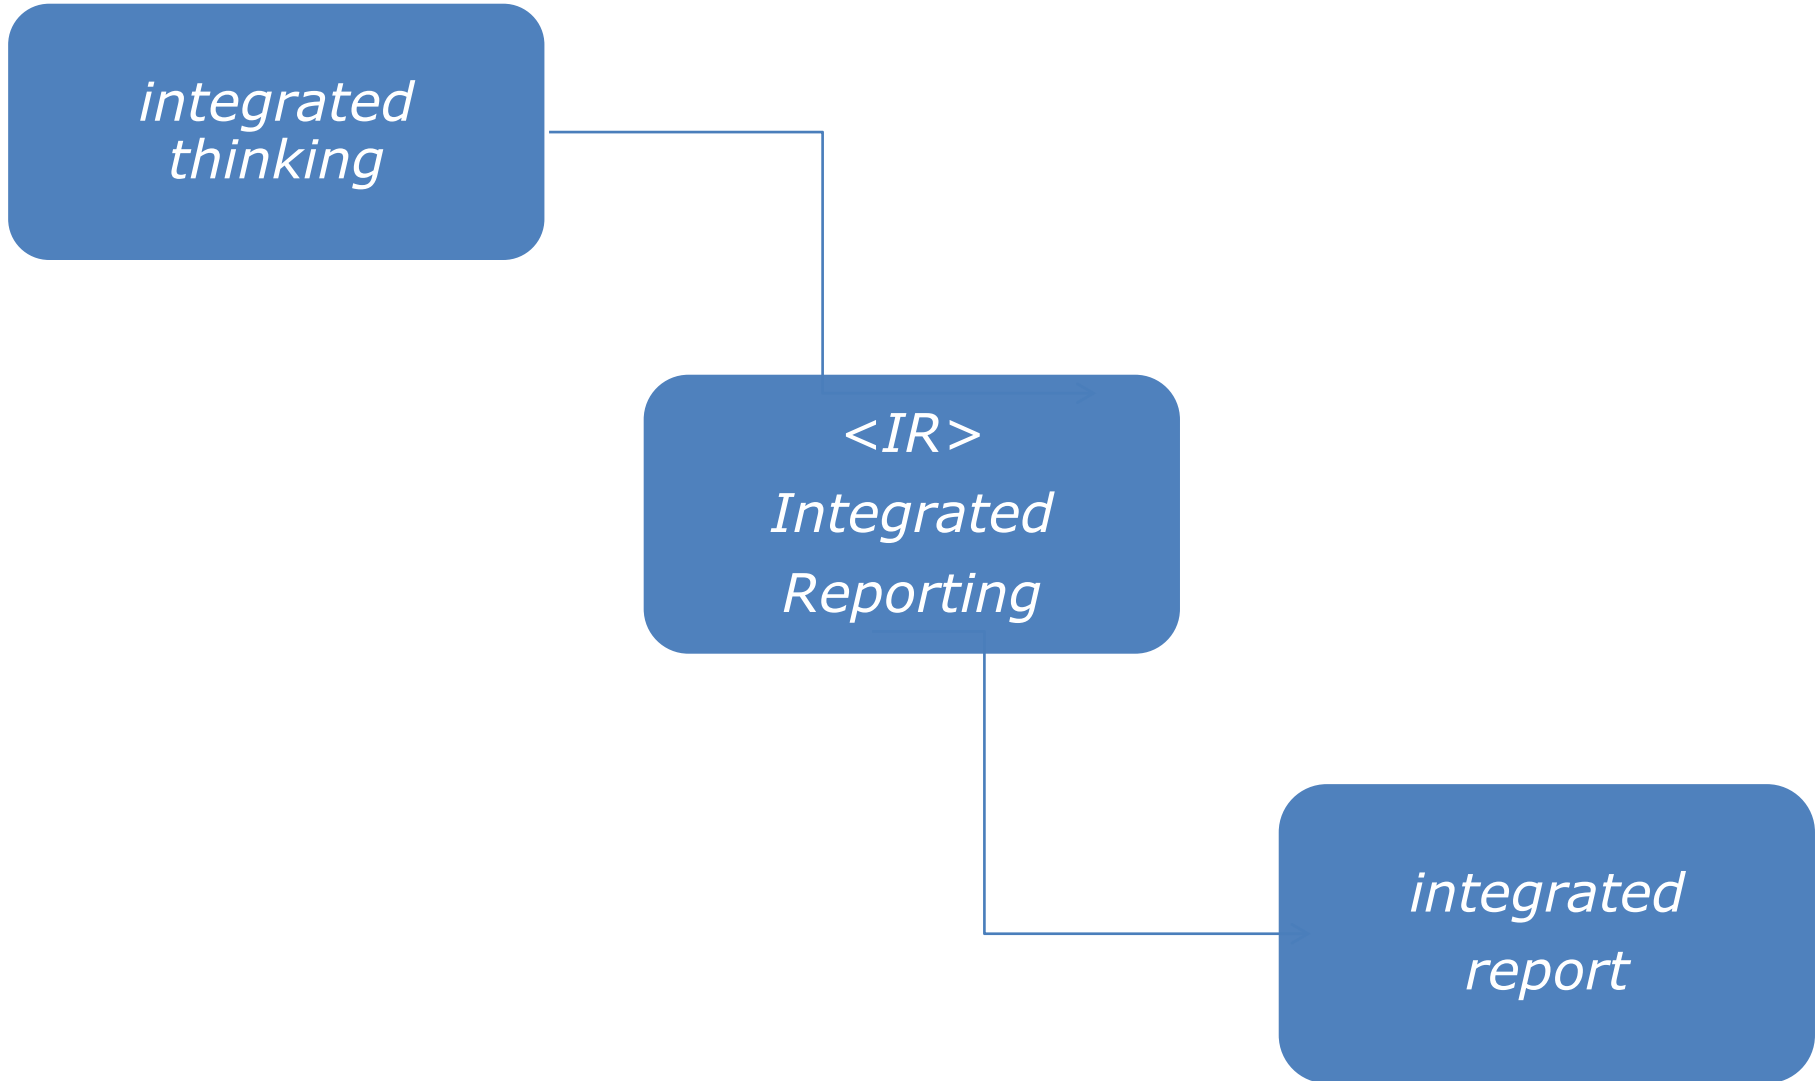 integrated
thinking
<IR>
Integrated
Reporting
integrated
report